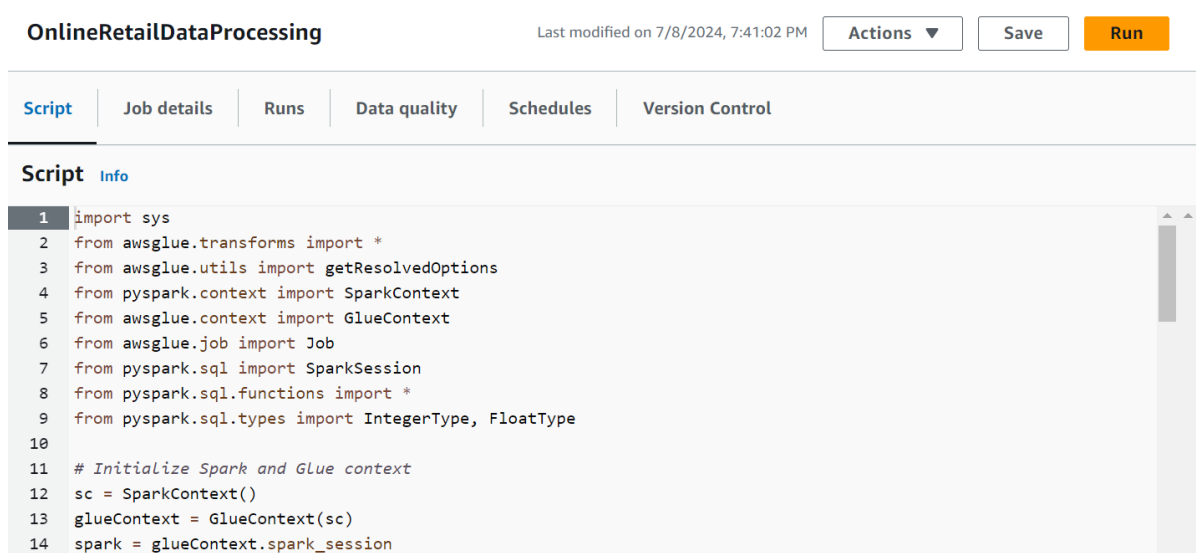 OnlineRetailDataProcessing
Last modified on 7/8/2024, 7:41:02 PM
Actions ▼
Save
Run
Script
Job details
Runs
Data quality
Schedules
Version Control
Script Info
1 import sys
2 from awsglue.transforms import *
3 from awsglue.utils import getResolvedOptions
4 from pyspark.context import SparkContext
5 from awsglue.context import GlueContext
6 from awsglue.job import Job
7 from pyspark.sql import SparkSession
8 from pyspark.sql.functions import *
9 from pyspark.sql.types import IntegerType, FloatType
10
11 # Initialize Spark and Glue context
12 sc = SparkContext()
13 glueContext = GlueContext(sc)
14 spark = glueContext.spark_session